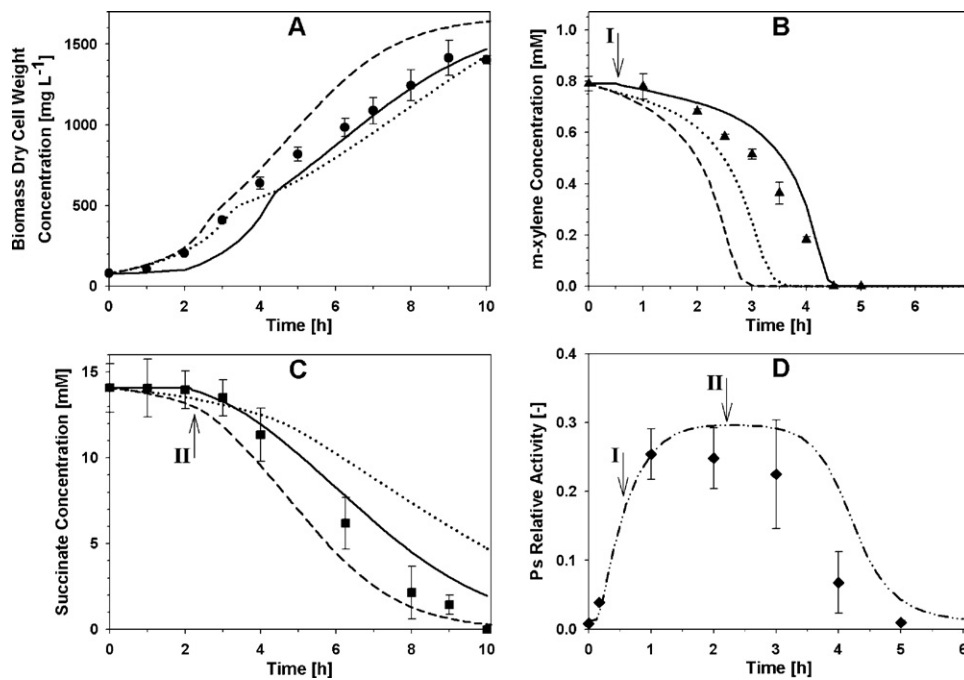 A
Biomass Dry Cell Weight
Concentration [mg L-1]
1500
1000
500
0
0 2 4 6 8 10
Time [h]
B
I
m-xylene Concentration [mM]
1.0
0.8
0.6
0.4
0.2
0.0
0 1 2 3 4 5 6
Time [h]
C
II
Succinate Concentration [mM]
15
10
5
0
0 2 4 6 8 10
Time [h]
D
II
I
Ps Relative Activity [-]
0.4
0.3
0.2
0.1
0.0
0 1 2 3 4 5 6
Time [h]